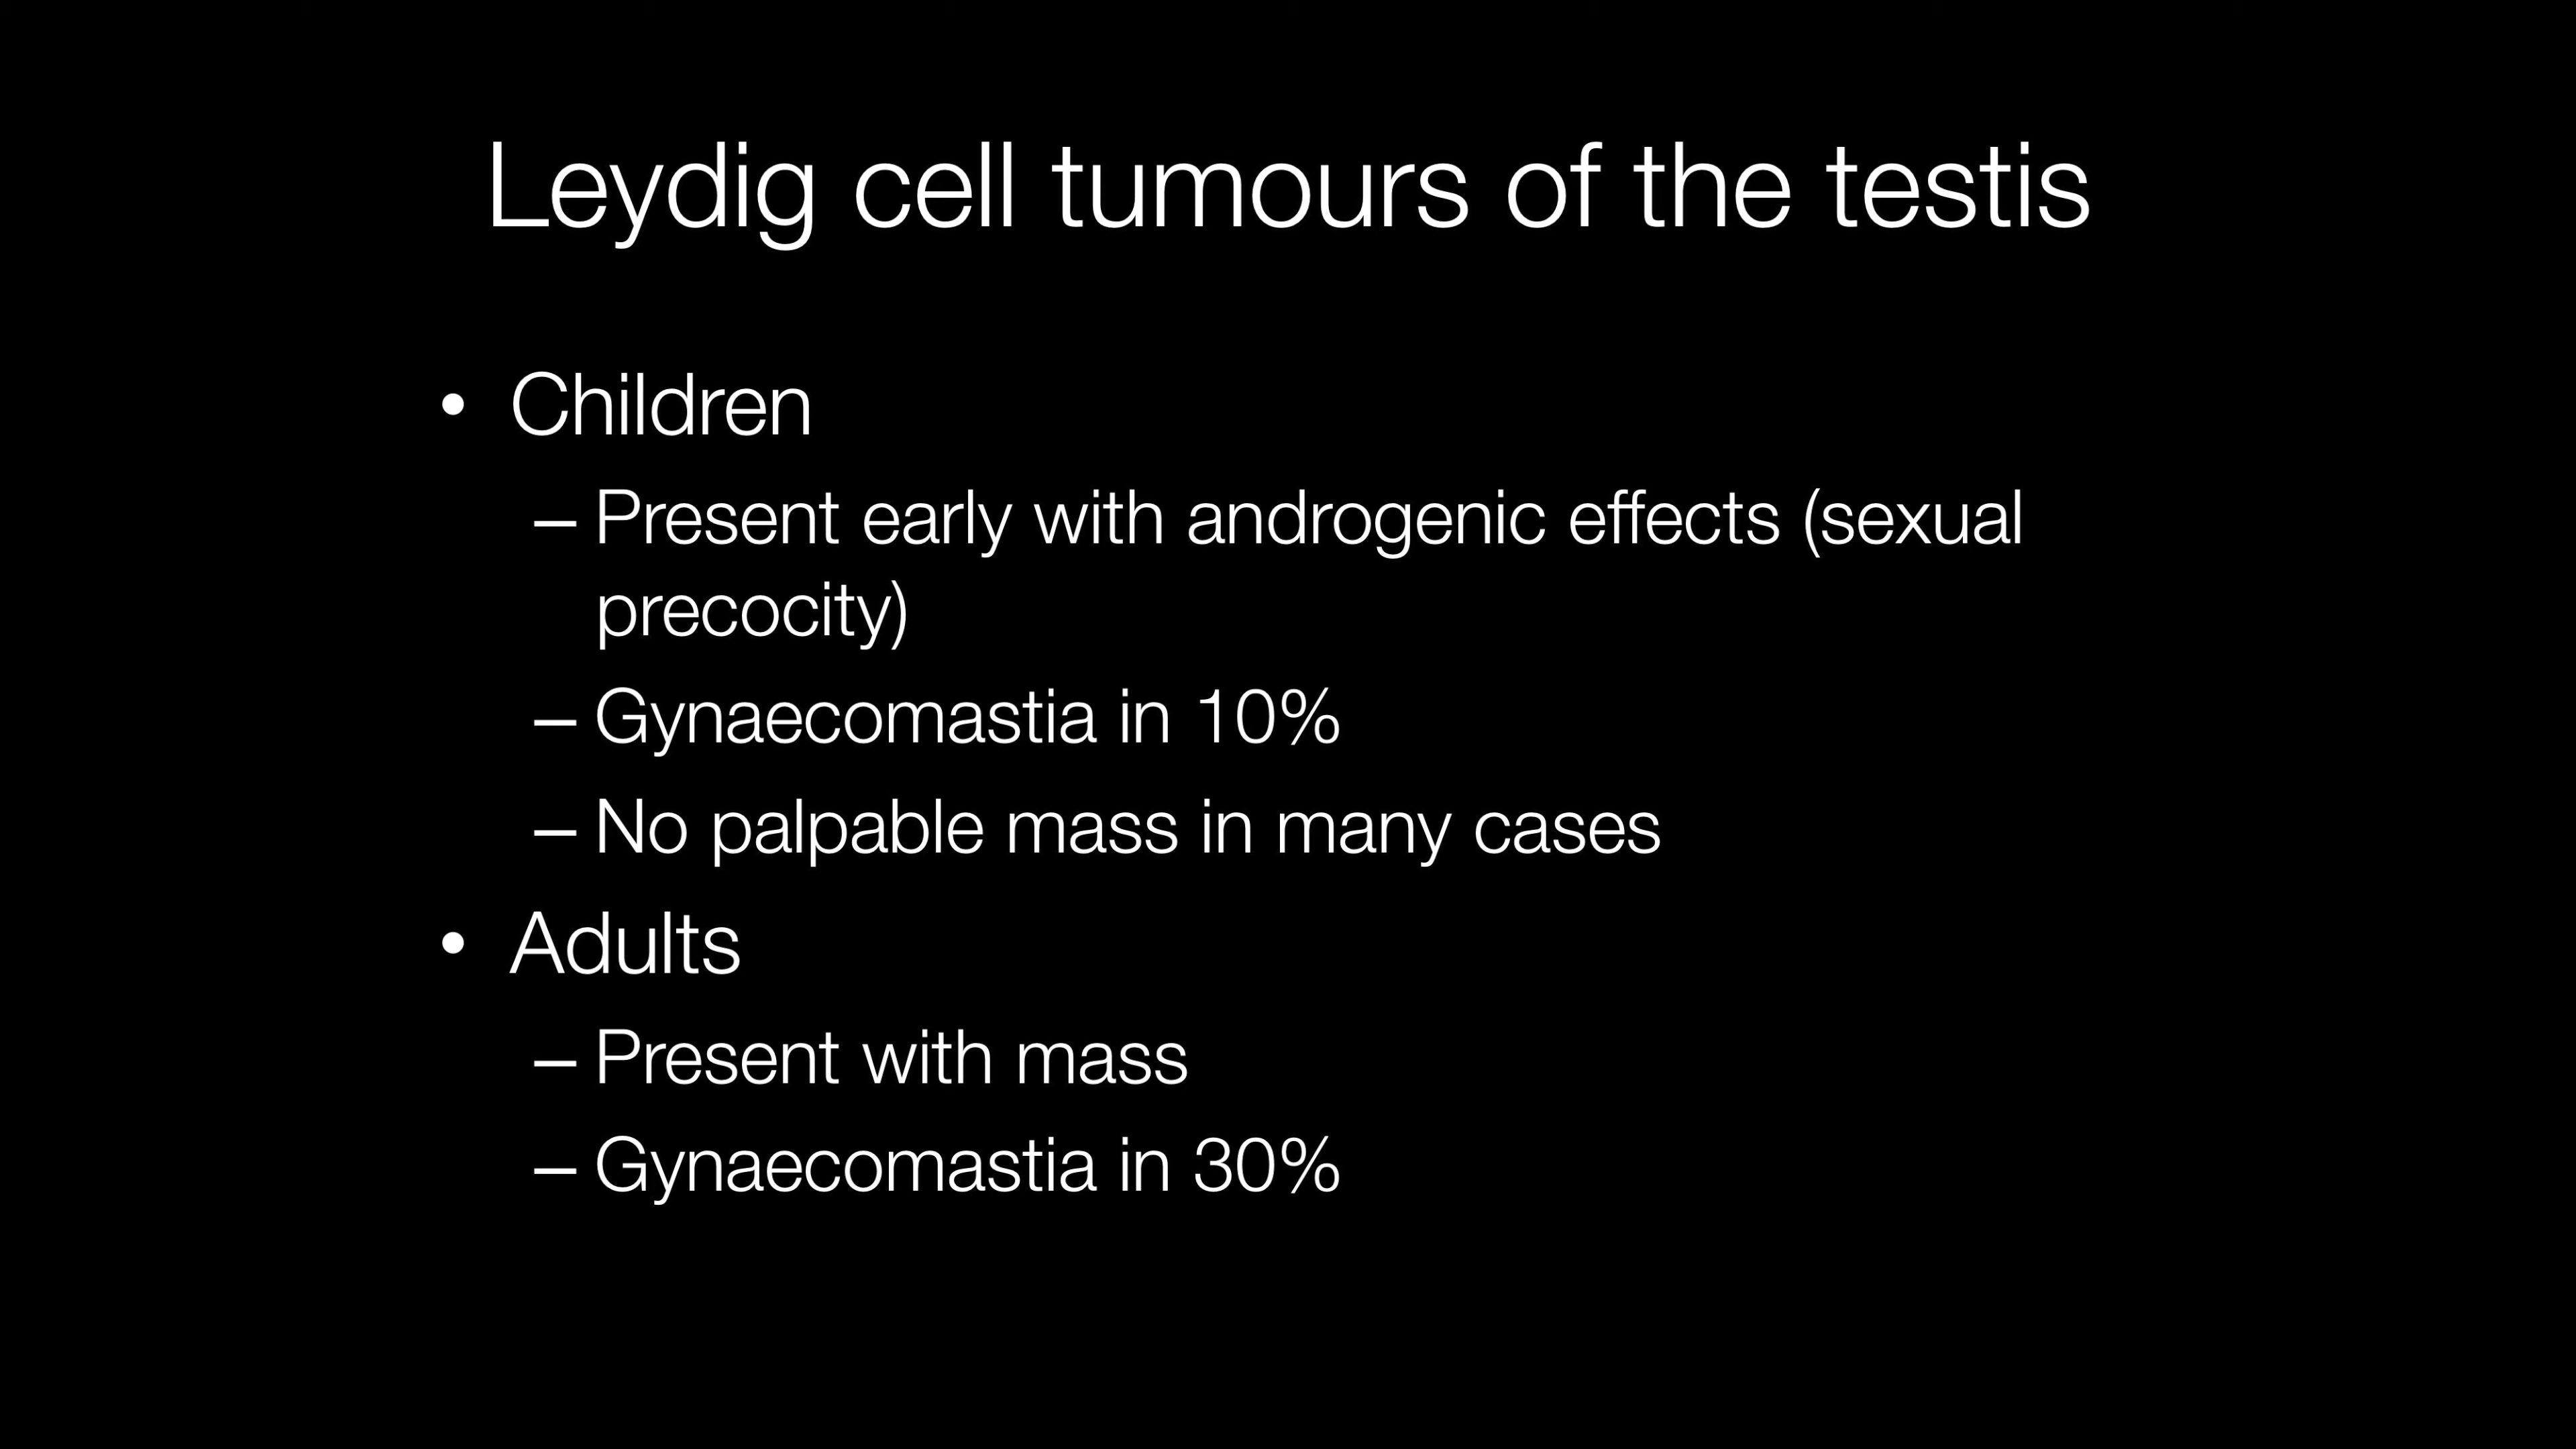 Leydig cell tumours of the testis
• Children
– Present early with androgenic effects (sexual
precocity)
– Gynaecomastia in 10%
– No palpable mass in many cases
• Adults
– Present with mass
– Gynaecomastia in 30%